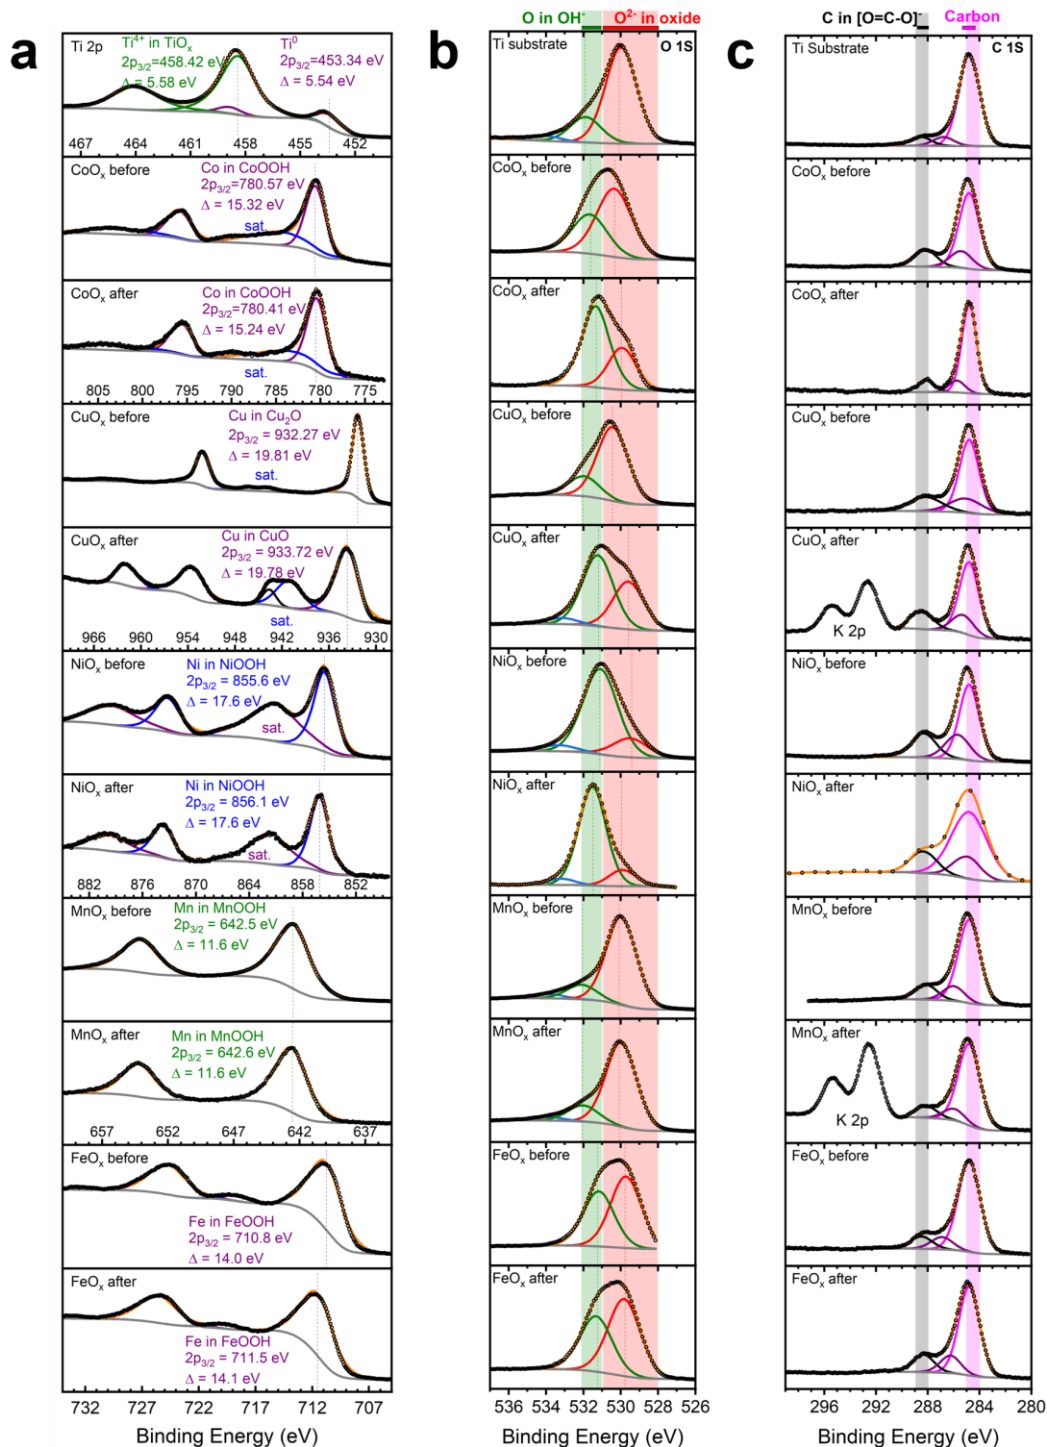 a
Ti 2p
Ti⁴⁺ in TiOₓ
2p₃/₂=458.42 eV
Δ = 5.58 eV
Ti⁰
2p₃/₂=453.34 eV
Δ = 5.54 eV
467 464 461 458 455 452
CoOₓ before
Co in CoOOH
2p₃/₂=780.57 eV
Δ = 15.32 eV
sat.
CoOₓ after
Co in CoOOH
2p₃/₂=780.41 eV
Δ = 15.24 eV
sat.
805 800 795 790 785 780 775
CuOₓ before
Cu in Cu₂O
2p₃/₂ = 932.27 eV
Δ = 19.81 eV
sat.
CuOₓ after
Cu in CuO
2p₃/₂ = 933.72 eV
Δ = 19.78 eV
sat.
966 960 954 948 942 936 930
NiOₓ before
Ni in NiOOH
2p₃/₂ = 855.6 eV
Δ = 17.6 eV
sat.
NiOₓ after
Ni in NiOOH
2p₃/₂ = 856.1 eV
Δ = 17.6 eV
sat.
882 876 870 864 858 852
MnOₓ before
Mn in MnOOH
2p₃/₂ = 642.5 eV
Δ = 11.6 eV
MnOₓ after
Mn in MnOOH
2p₃/₂ = 642.6 eV
Δ = 11.6 eV
657 652 647 642 637
FeOₓ before
Fe in FeOOH
2p₃/₂ = 710.8 eV
Δ = 14.0 eV
FeOₓ after
Fe in FeOOH
2p₃/₂ = 711.5 eV
Δ = 14.1 eV
732 727 722 717 712 707
Binding Energy (eV)
b
O in OH⁻ O²⁻ in oxide
Ti substrate O 1S
CoOₓ before
CoOₓ after
CuOₓ before
CuOₓ after
NiOₓ before
NiOₓ after
MnOₓ before
MnOₓ after
FeOₓ before
FeOₓ after
536 534 532 530 528 526
Binding Energy (eV)
c
C in [O=C-O]⁻ Carbon
Ti Substrate C 1S
CoOₓ before
CoOₓ after
CuOₓ before
CuOₓ after
K 2p
NiOₓ before
NiOₓ after
MnOₓ before
MnOₓ after
K 2p
FeOₓ before
FeOₓ after
296 292 288 284 280
Binding Energy (eV)